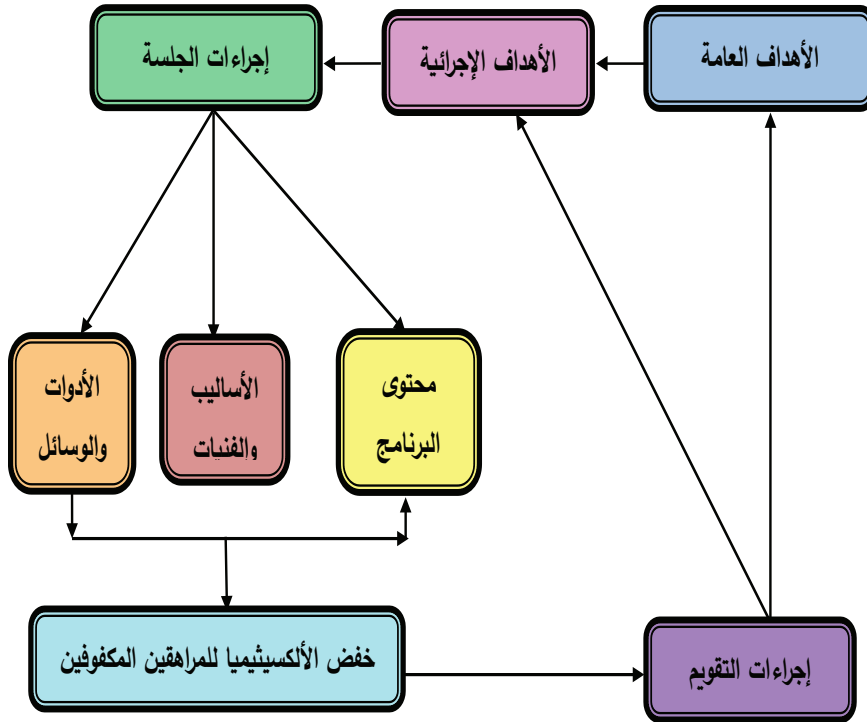 الأهداف العامة
الأهداف الإجرائية
إجراءات الجلسة
محتوى
البرنامج
الأساليب
والفنيات
الأدوات
والوسائل
خفض الألكسيثيميا للمراهقين المكفوفين
إجراءات التقويم